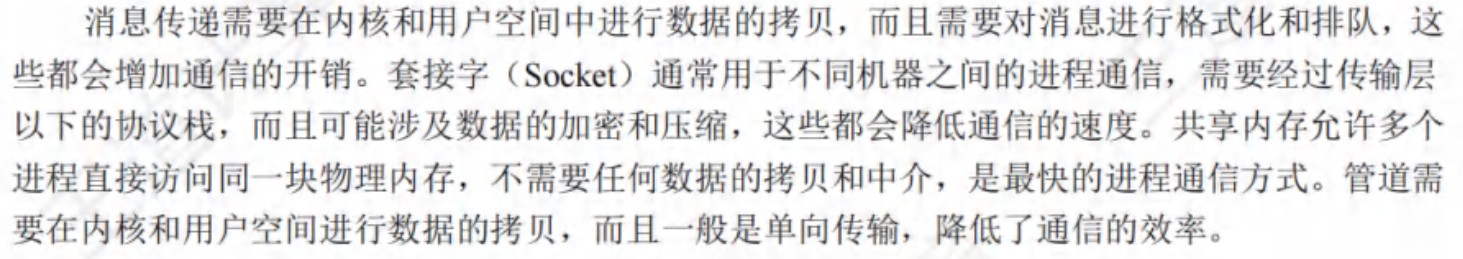 消息传递需要在内核和用户空间中进行数据的拷贝，而且需要对消息进行格式化和排队，这
些都会增加通信的开销。套接字（Socket）通常用于不同机器之间的进程通信，需要经过传输层
以下的协议栈，而且可能涉及数据的加密和压缩，这些都会降低通信的速度。共享内存允许多个
进程直接访问同一块物理内存，不需要任何数据的拷贝和中介，是最快的进程通信方式。管道需
要在内核和用户空间进行数据的拷贝，而且一般是单向传输，降低了通信的效率。